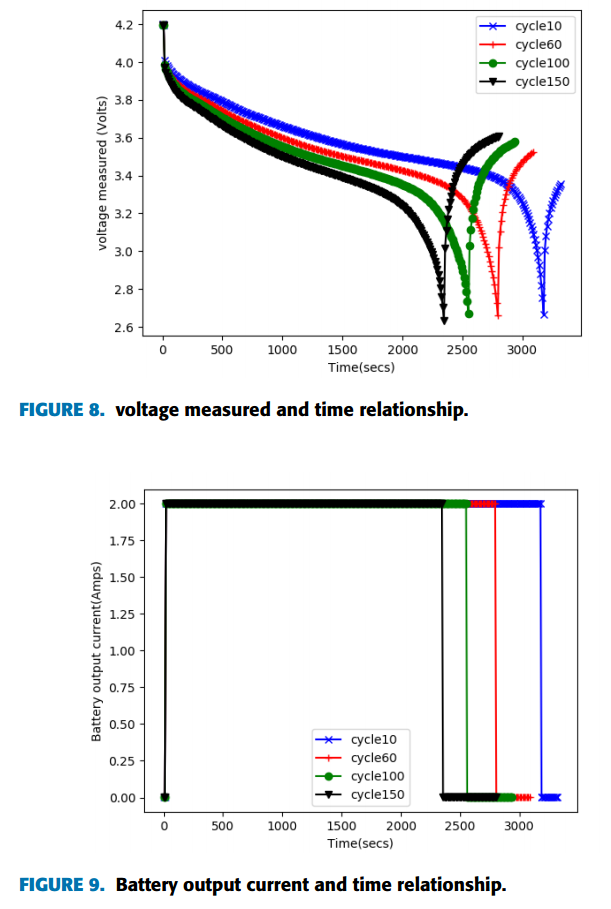 4.2
4.0
3.8
3.6
3.4
3.2
3.0
2.8
2.6
voltage measured (Volts)
cycle10
cycle60
cycle100
cycle150
0 500 1000 1500 2000 2500 3000
Time(secs)
FIGURE 8. voltage measured and time relationship.
2.00
1.75
1.50
1.25
1.00
0.75
0.50
0.25
0.00
Battery output current(Amps)
cycle10
cycle60
cycle100
cycle150
0 500 1000 1500 2000 2500 3000
Time(secs)
FIGURE 9. Battery output current and time relationship.